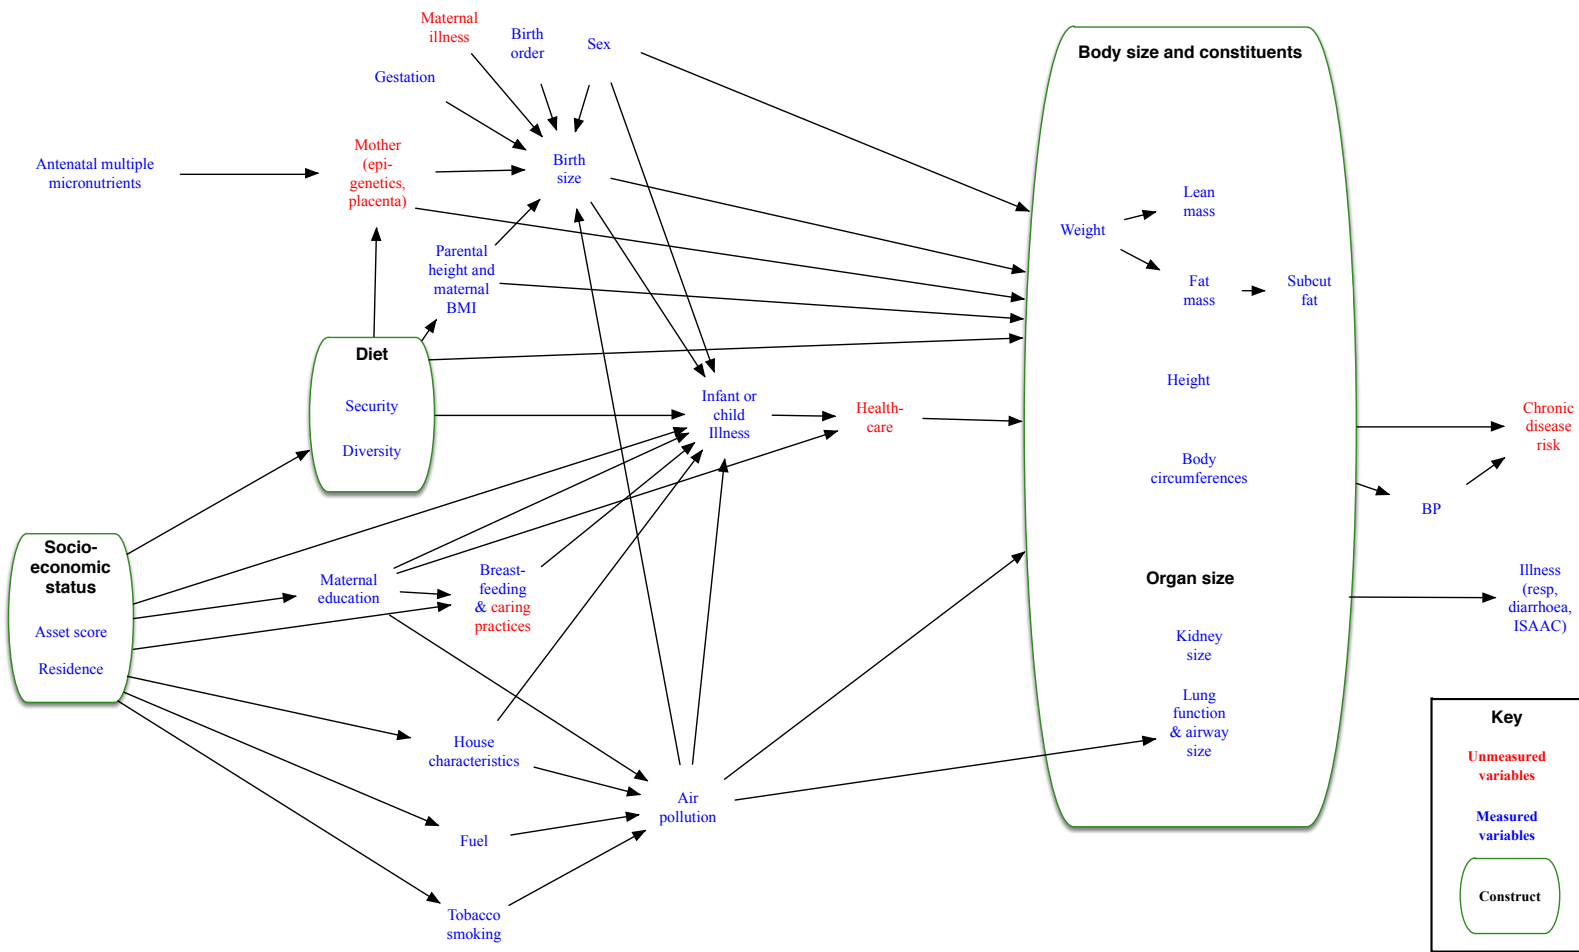 Maternal
illness
Birth
order
Sex
Gestation
Antenatal multiple
micronutrients
Mother
(epi-
genetics,
placenta)
Birth
size
Parental
height and
maternal
BMI
Diet
Security
Diversity
Infant or
child
Illness
Health-
care
Socio-
economic
status
Asset score
Residence
Maternal
education
Breast-
feeding
& caring
practices
House
characteristics
Fuel
Tobacco
smoking
Air
pollution
Body size and constituents
Weight
Lean
mass
Fat
mass
Subcut
fat
Height
Body
circumferences
Organ size
Kidney
size
Lung
function
& airway
size
Chronic
disease
risk
BP
Illness
(resp,
diarrhoea,
ISAAC)
Key
Unmeasured
variables
Measured
variables
Construct